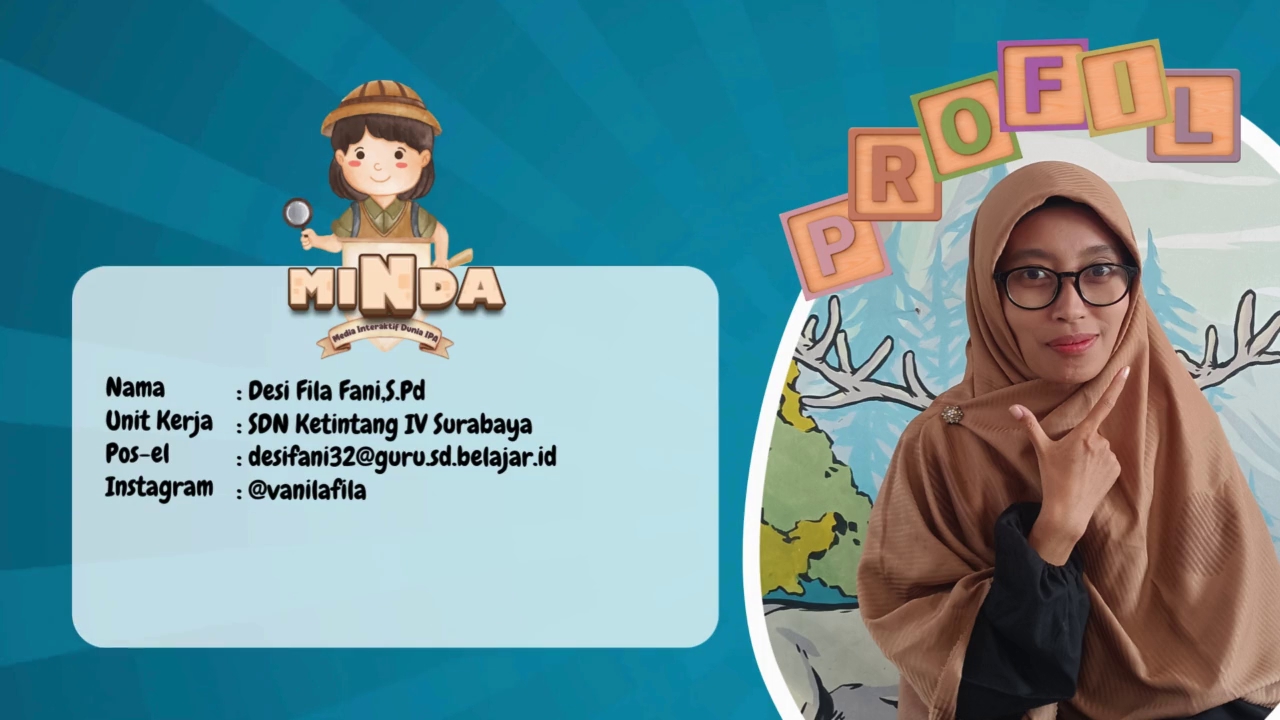 PROFIL
MINDA
Media Interaktif Dunia IPA
Nama : Desi Fila Fani,S.Pd
Unit Kerja : SDN Ketintang IV Surabaya
Pos-el : desifani32@guru.sd.belajar.id
Instagram : @vanilafila